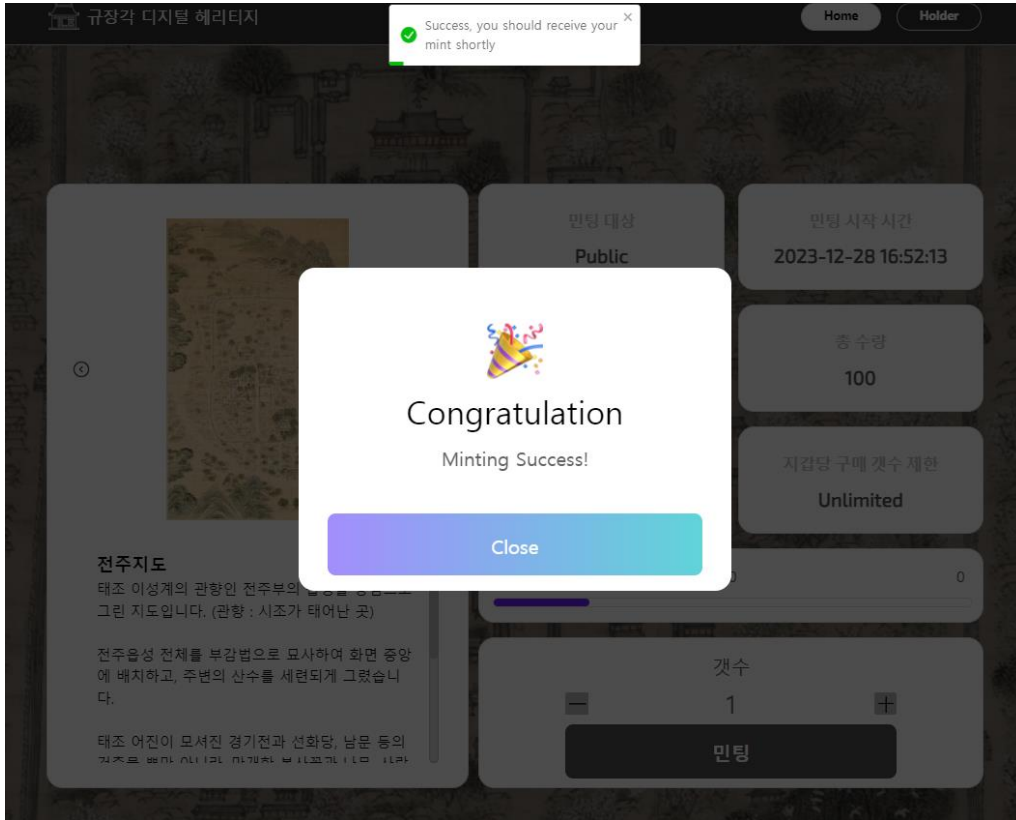 규장각 디지털 헤리티지
Success, you should receive your
mint shortly
Home
Holder
민팅 대상
Public
민팅 시작 시간
2023-12-28 16:52:13
총 수량
100
지갑당 구매 갯수 제한
Unlimited
Congratulation
Minting Success!
Close
0
전주지도
태조 이성계의 관향인 전주부의
그린 지도입니다. (관향 : 시조가 태어난 곳)
전주읍성 전체를 부감법으로 묘사하여 화면 중앙
에 배치하고, 주변의 산수를 세련되게 그렸습니
다.
태조 어진이 모셔진 경기전과 선화당, 남문 등의
갯수
1
민팅